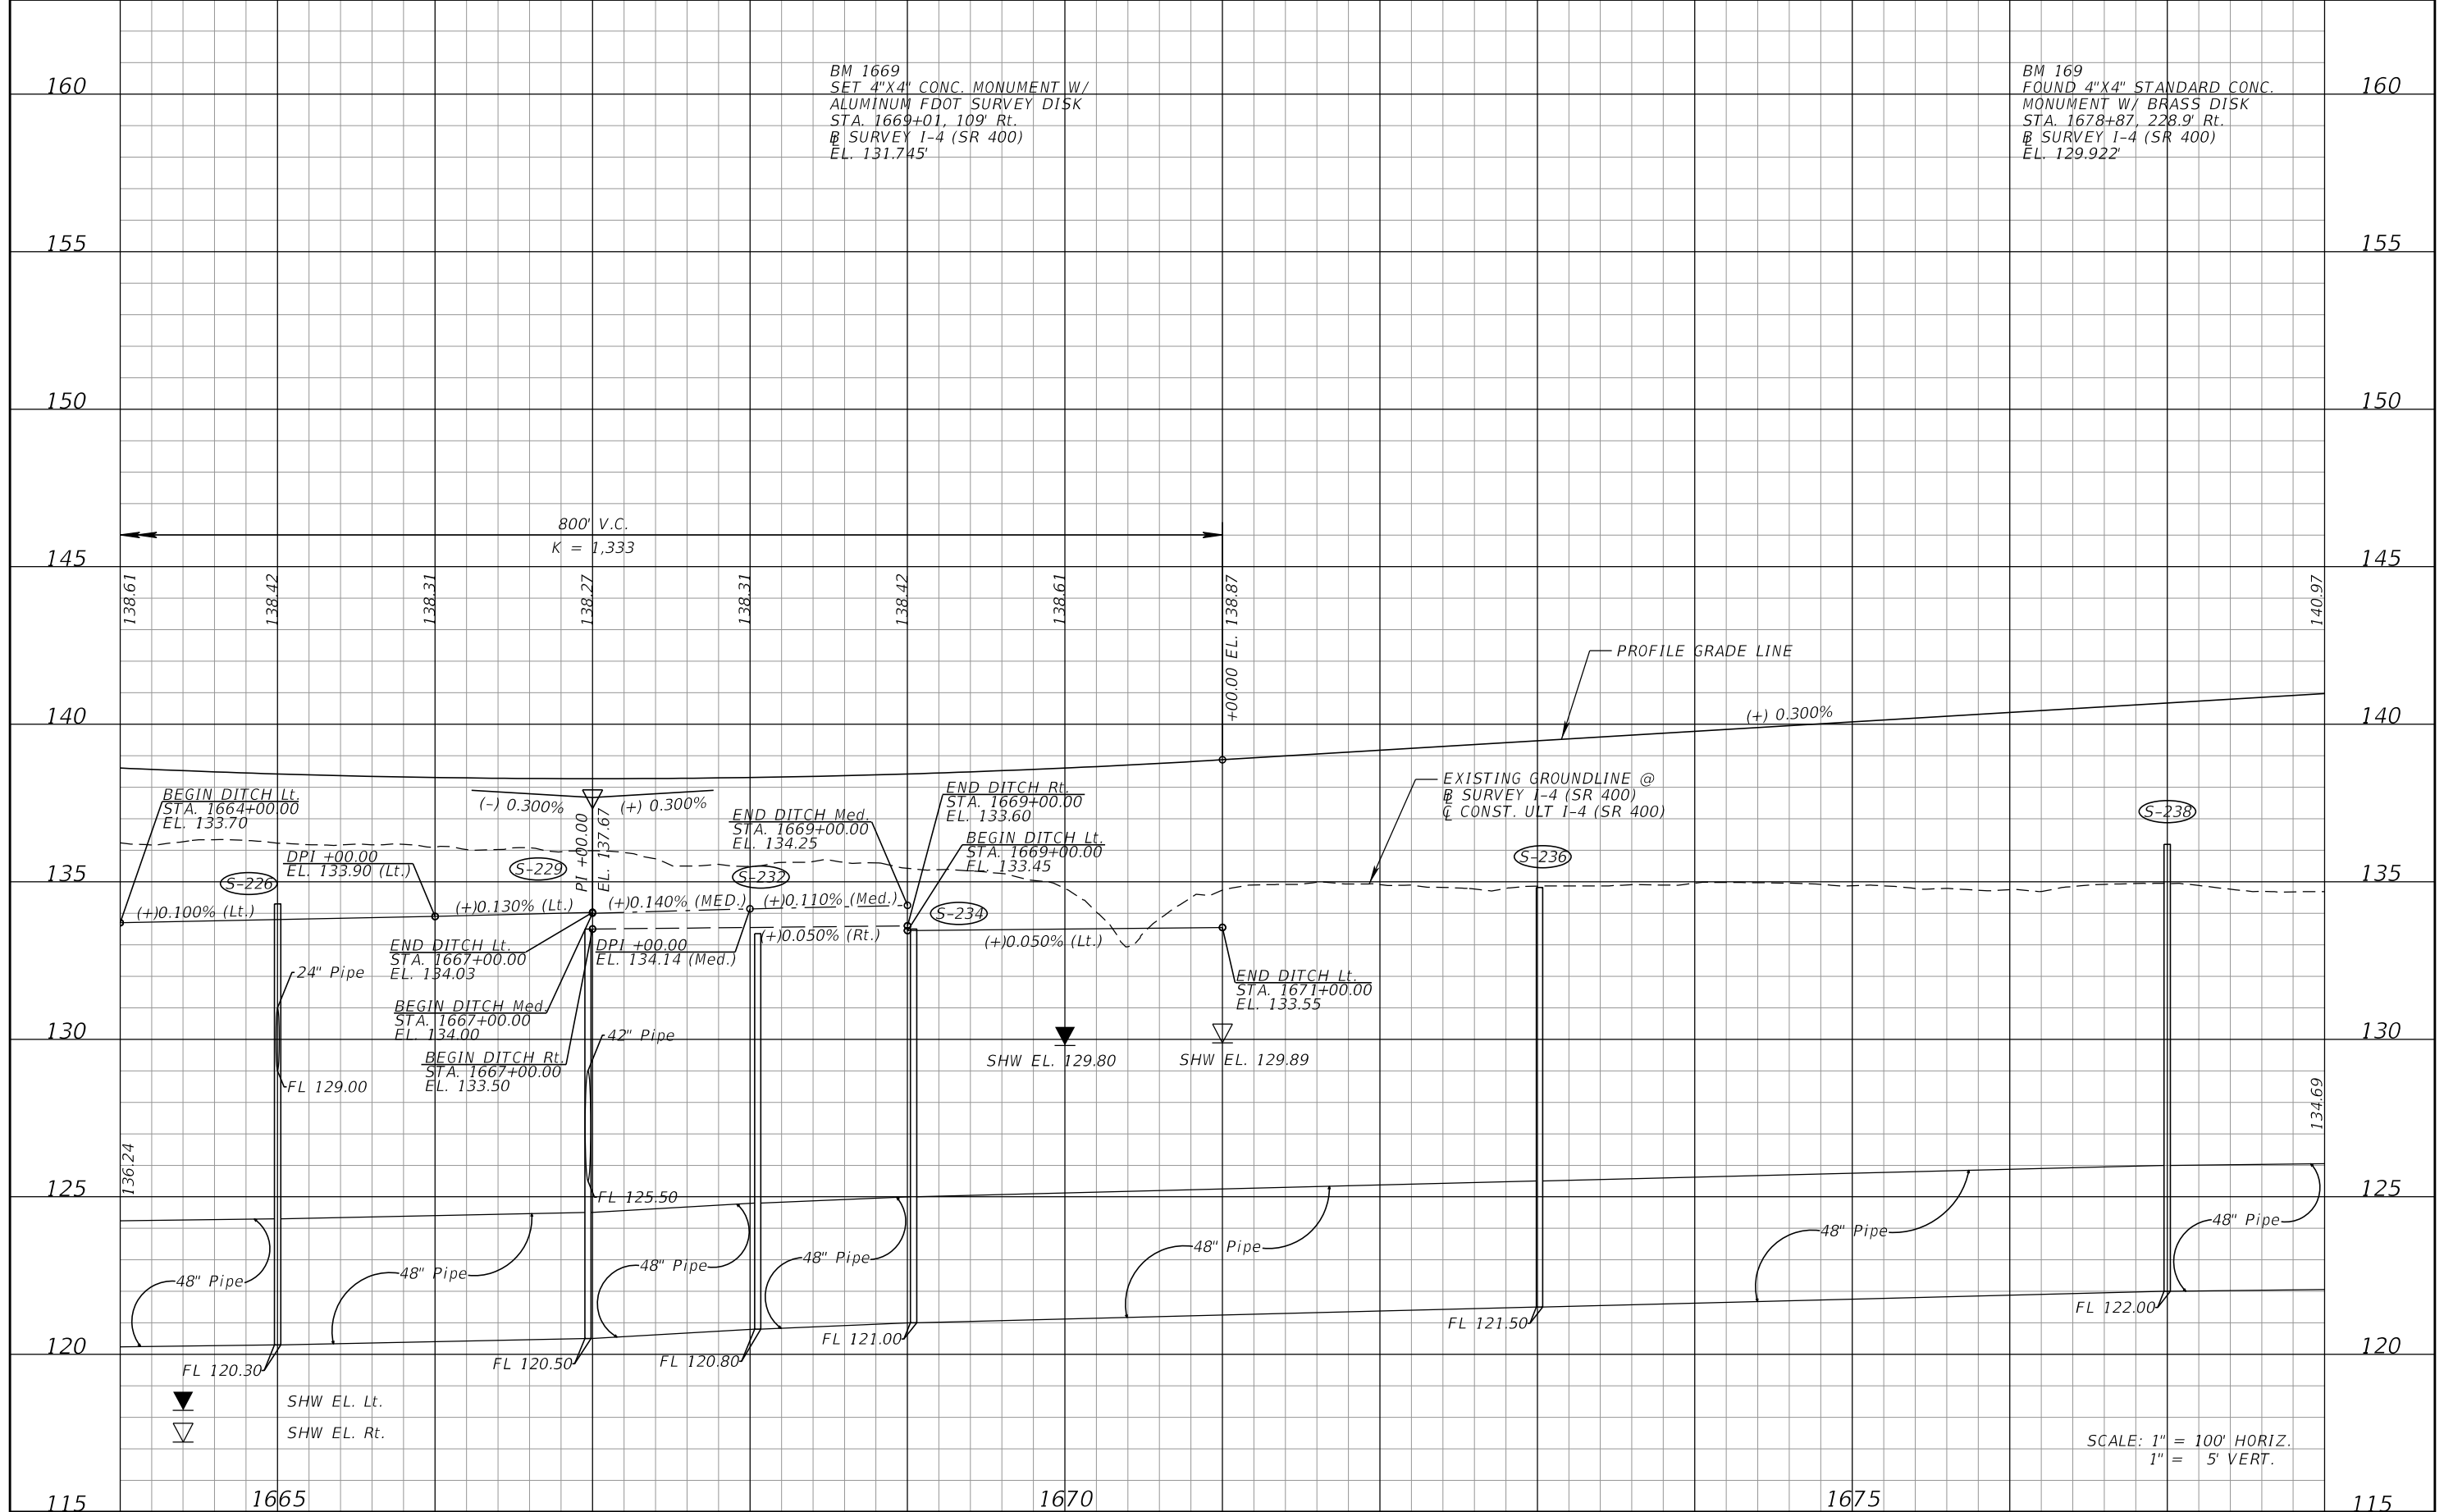 BM 1669
SET 4"X4" CONC. MONUMENT W/
ALUMINUM FDOT SURVEY DISK
STA. 1669+01, 109' Rt.
BL SURVEY I-4 (SR 400)
EL. 131.745'
BM 169
FOUND 4"X4" STANDARD CONC.
MONUMENT W/ BRASS DISK
STA. 1678+87, 228.9' Rt.
BL SURVEY I-4 (SR 400)
EL. 129.922'
160
160
155
155
150
150
145
145
140
140
135
135
130
130
125
125
120
120
115
115
800' V.C.
K = 1,333
138.61
138.42
138.31
138.27
138.31
138.42
138.61
+00.00 EL. 138.87
140.97
PROFILE GRADE LINE
(+) 0.300%
EXISTING GROUNDLINE @
BL SURVEY I-4 (SR 400)
CL CONST. ULT I-4 (SR 400)
(-) 0.300%
(+) 0.300%
PI +00.00
EL. 137.67
BEGIN DITCH Lt.
STA. 1664+00.00
EL. 133.70
DPI +00.00
EL. 133.90 (Lt.)
END DITCH Med.
STA. 1669+00.00
EL. 134.25
END DITCH Rt.
STA. 1669+00.00
EL. 133.60
BEGIN DITCH Lt.
STA. 1669+00.00
EL. 133.45
S-226
S-229
S-232
S-234
S-236
S-238
(+)0.100% (Lt.)
(+)0.130% (Lt.)
(+)0.140% (MED.)
(+)0.110% (Med.)
(+)0.050% (Rt.)
(+)0.050% (Lt.)
END DITCH Lt.
STA. 1667+00.00
EL. 134.03
DPI +00.00
EL. 134.14 (Med.)
BEGIN DITCH Med.
STA. 1667+00.00
EL. 134.00
BEGIN DITCH Rt.
STA. 1667+00.00
EL. 133.50
END DITCH Lt.
STA. 1671+00.00
EL. 133.55
24" Pipe
FL 129.00
42" Pipe
FL 125.50
SHW EL. 129.80
SHW EL. 129.89
136.24
134.69
48" Pipe
48" Pipe
48" Pipe
48" Pipe
48" Pipe
48" Pipe
48" Pipe
FL 120.30
FL 120.50
FL 120.80
FL 121.00
FL 121.50
FL 122.00
SHW EL. Lt.
SHW EL. Rt.
SCALE: 1" = 100' HORIZ.
1" = 5' VERT.
1665
1670
1675